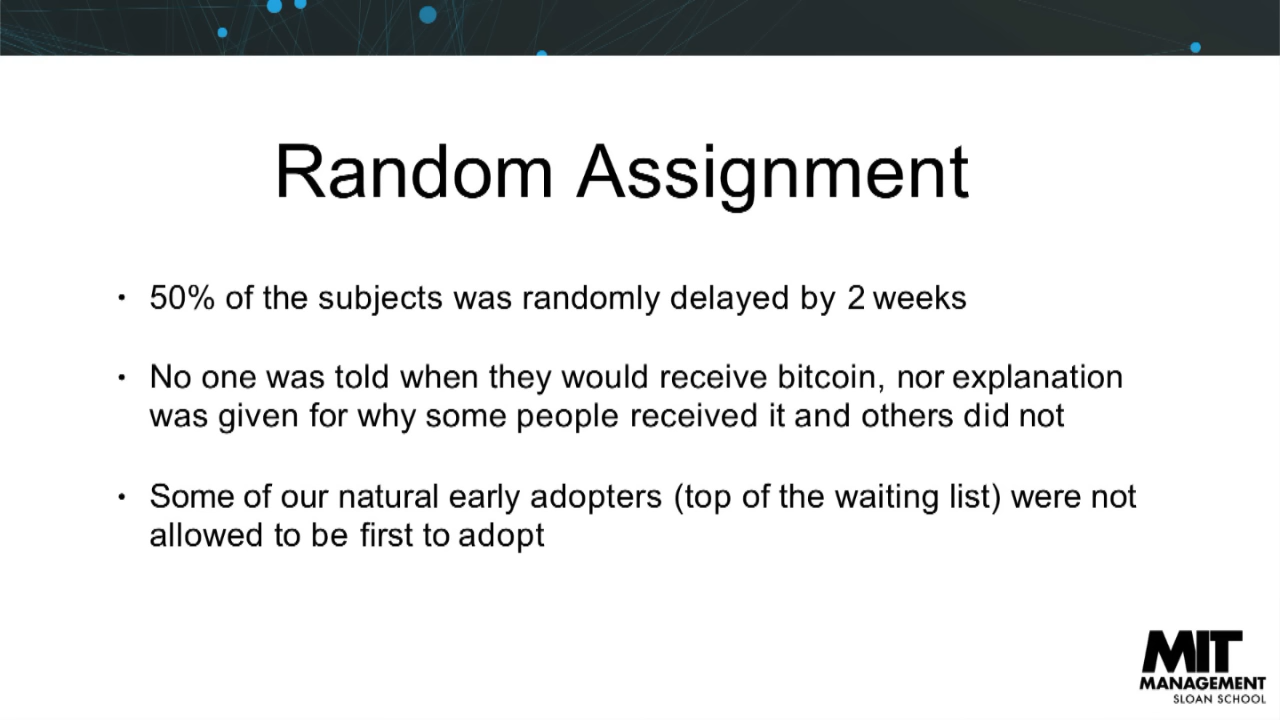 Random Assignment
• 50% of the subjects was randomly delayed by 2 weeks
• No one was told when they would receive bitcoin, nor explanation
was given for why some people received it and others did not
• Some of our natural early adopters (top of the waiting list) were not
allowed to be first to adopt
MIT
MANAGEMENT
SLOAN SCHOOL